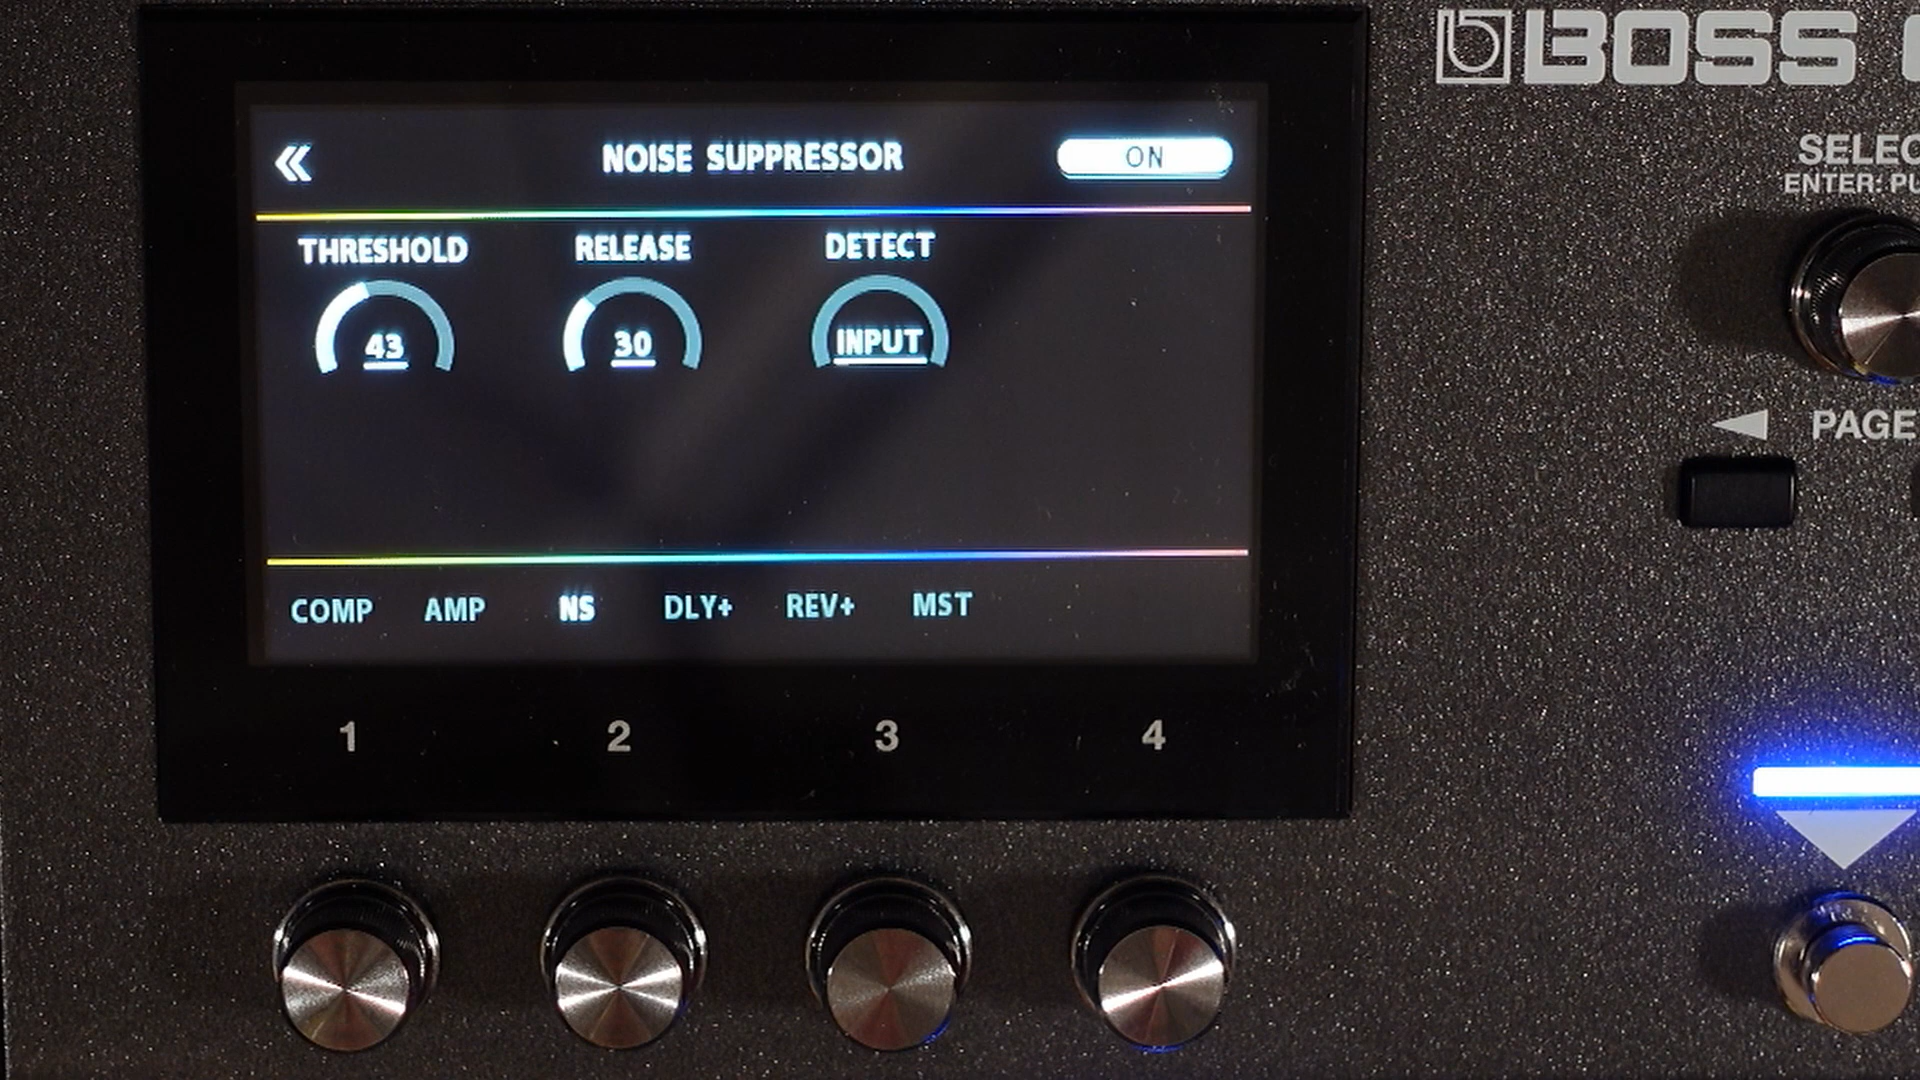 BOSS
«
NOISE SUPPRESSOR
ON
THRESHOLD RELEASE DETECT
43 30 INPUT
COMP AMP NS DLY+ REV+ MST
1 2 3 4
ENTER:
PAGE